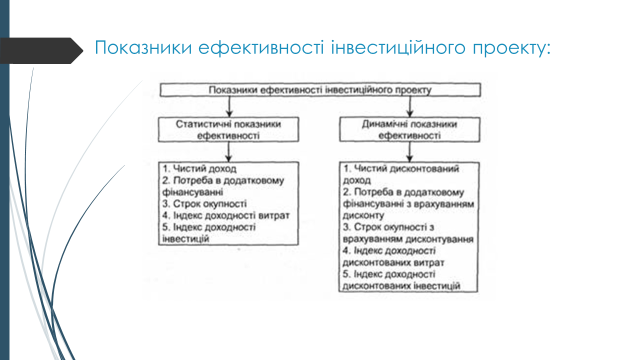 Показники ефективності інвестиційного проекту:
Показники ефективності інвестиційного проекту
Статистичні показники
ефективності
1. Чистий доход
2. Потреба в додатковому
фінансуванні
3. Строк окупності
4. Індекс доходності витрат
5. Індекс доходності
інвестицій
Динамічні показники
ефективності
1. Чистий дисконтований
доход
2. Потреба в додатковому
фінансуванні з врахуванням
дисконту
3. Строк окупності з
врахуванням дисконтування
4. Індекс доходності
дисконтованих витрат
5. Індекс доходності
дисконтованих інвестицій